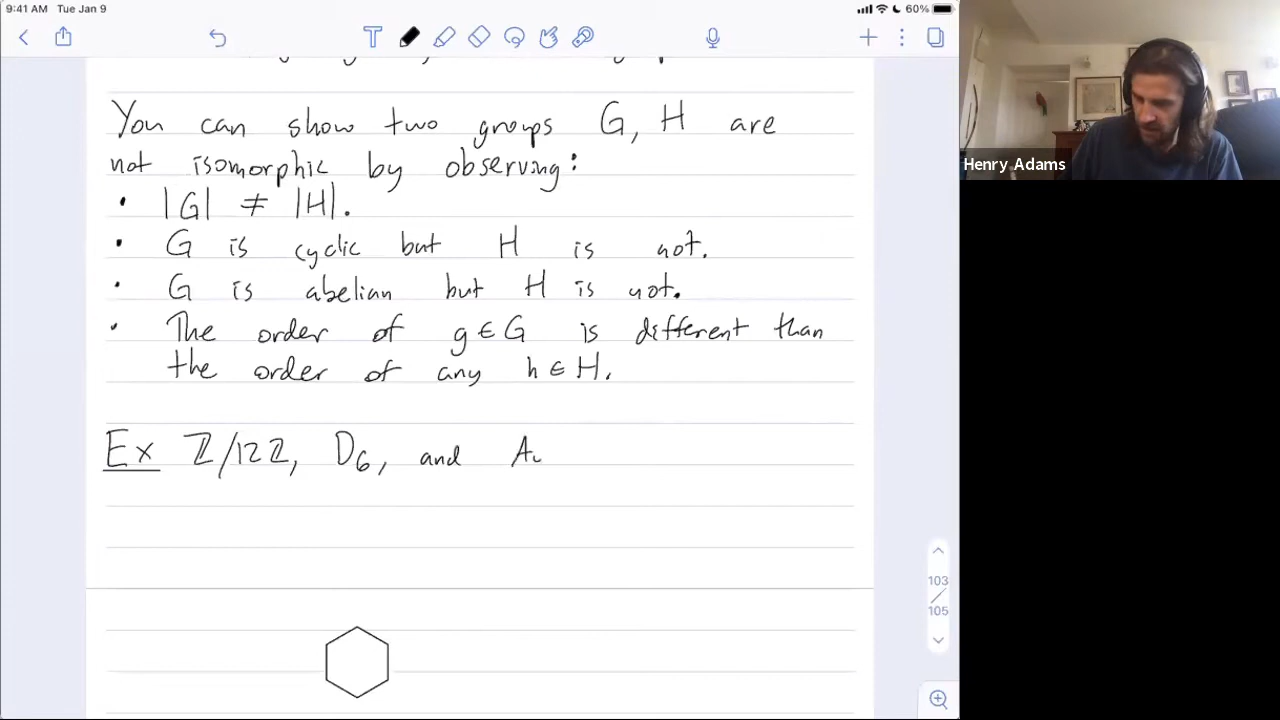 9:41 AM Tue Jan 9
60%
You can show two groups G, H are
not isomorphic by observing:
• |G| ≠ |H|.
• G is cyclic but H is not.
• G is abelian but H is not.
• The order of g ∈ G is different than
the order of any h ∈ H.
Ex ℤ/12ℤ, D₆, and A
103
/
105
Henry Adams